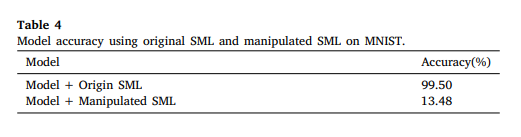 Table 4
Model accuracy using original SML and manipulated SML on MNIST.
Model Accuracy(%)
Model + Origin SML 99.50
Model + Manipulated SML 13.48